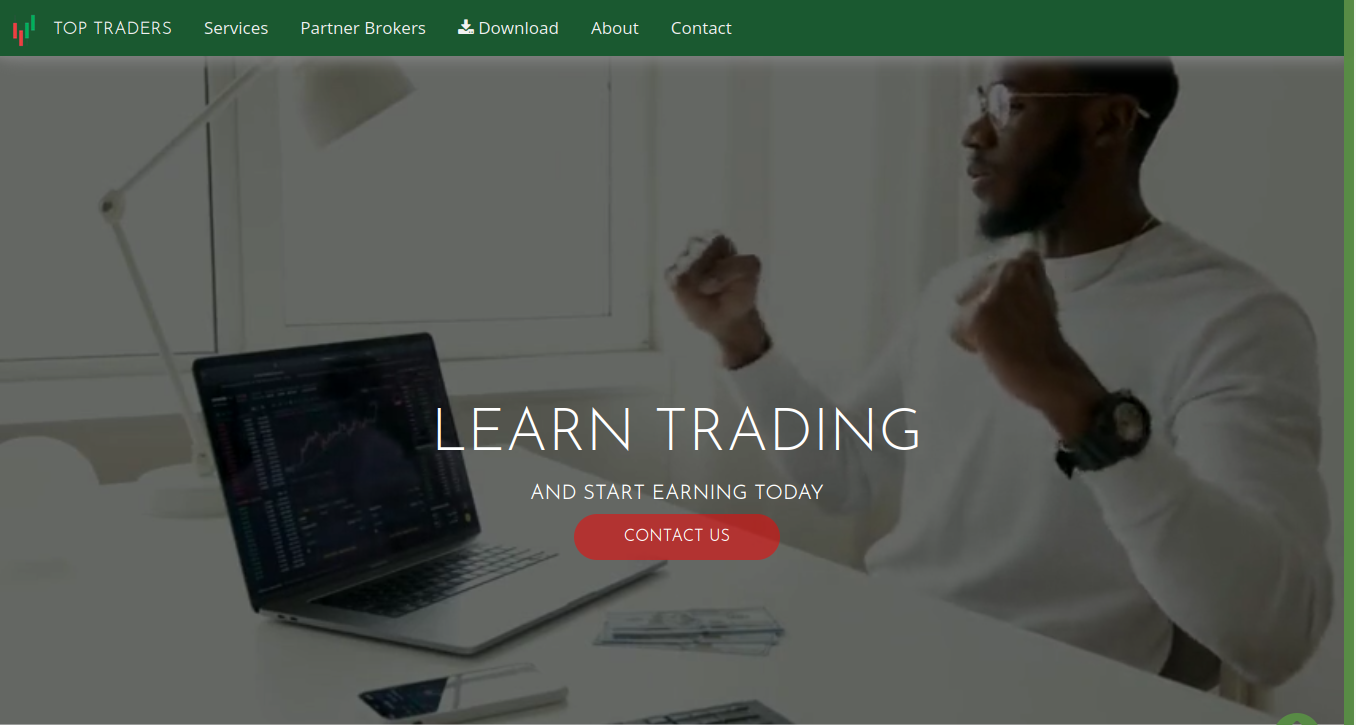 TOP TRADERS Services Partner Brokers Download About Contact
LEARN TRADING
AND START EARNING TODAY
CONTACT US